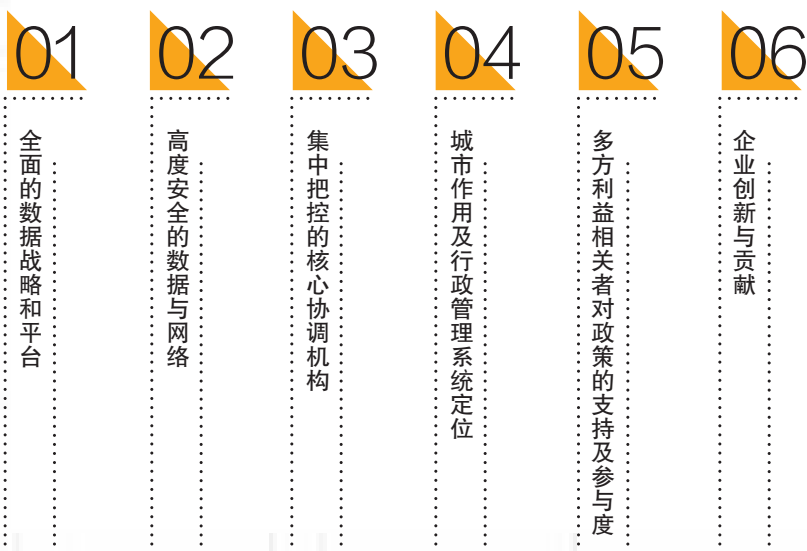 01
全面的数据战略和平台
02
高度安全的数据与网络
03
集中把控的核心协调机构
04
城市作用及行政管理系统定位
05
多方利益相关者对政策的支持及参与度
06
企业创新与贡献